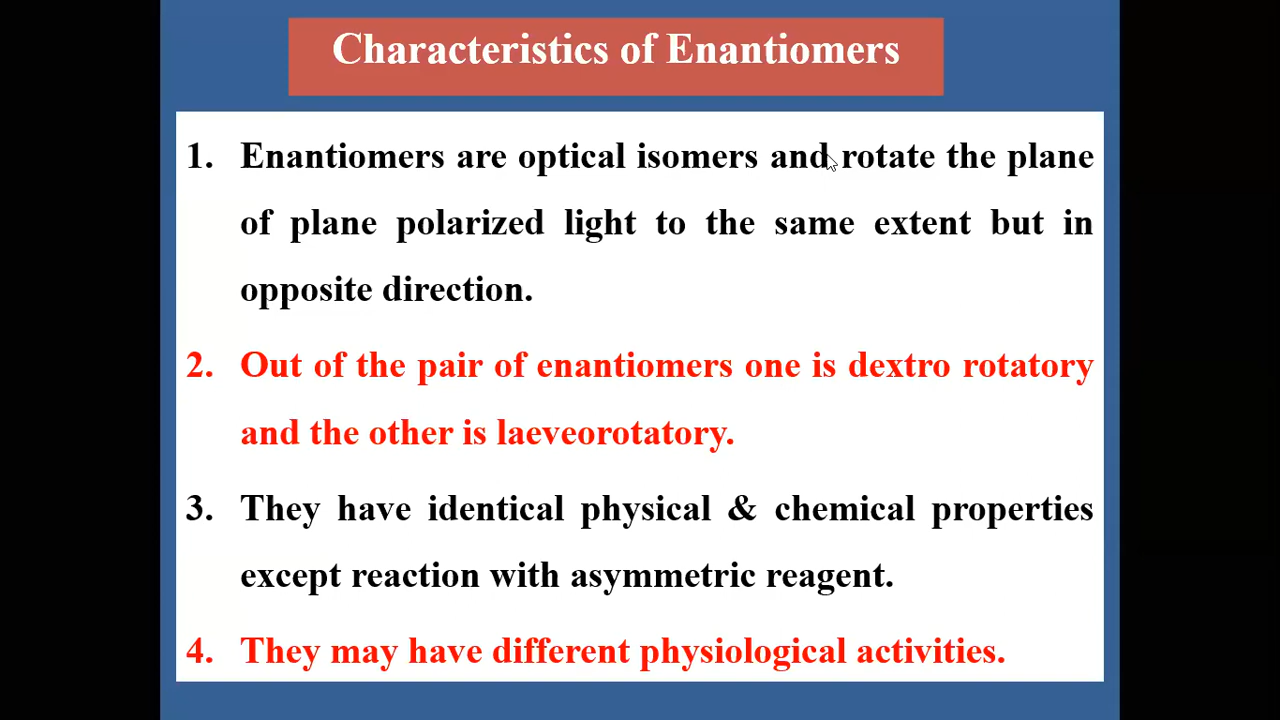 Characteristics of Enantiomers
1. Enantiomers are optical isomers and rotate the plane
of plane polarized light to the same extent but in
opposite direction.
2. Out of the pair of enantiomers one is dextro rotatory
and the other is laeveorotatory.
3. They have identical physical & chemical properties
except reaction with asymmetric reagent.
4. They may have different physiological activities.